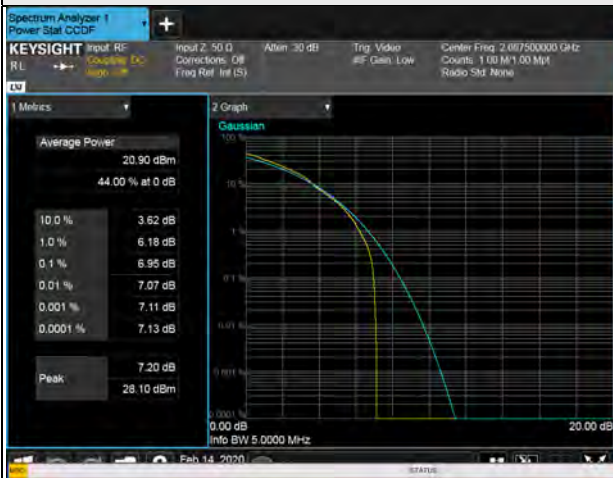 Spectrum Analyzer 1
Power Stat CCDF
KEYSIGHT Input: RF
RL
Coupling: DC
Align: Off
Input Z: 50 Ω
Corrections: Off
Freq Ref: Int (S)
Atten: 30 dB
Trig: Video
#IF Gain: Low
Center Freq: 2.067500000 GHz
Counts: 1.00 M/1.00 Mpt
Radio Std: None
1 Metrics
Average Power
20.90 dBm
44.00 % at 0 dB
10.0 % 3.62 dB
1.0 % 6.18 dB
0.1 % 6.95 dB
0.01 % 7.07 dB
0.001 % 7.11 dB
0.0001 % 7.13 dB
Peak
7.20 dB
28.10 dBm
2 Graph
Gaussian
100 %
10 %
1 %
0.1 %
0.01 %
0.001 %
0.0001 %
0.00 dB
20.00 dB
Info BW 5.0000 MHz
Feb 14, 2020
MSG
STATUS